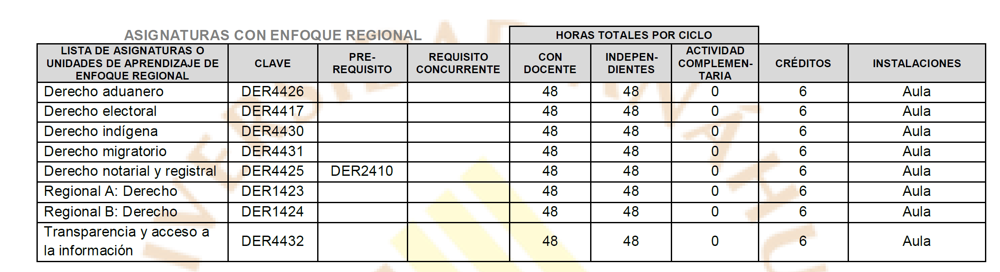 ASIGNATURAS CON ENFOQUE REGIONAL
HORAS TOTALES POR CICLO
LISTA DE ASIGNATURAS O UNIDADES DE APRENDIZAJE DE ENFOQUE REGIONAL CLAVE PRE-REQUISITO REQUISITO CONCURRENTE CON DOCENTE INDEPEN-DIENTES ACTIVIDAD COMPLEMEN-TARIA CRÉDITOS INSTALACIONES
Derecho aduanero DER4426 48 48 0 6 Aula
Derecho electoral DER4417 48 48 0 6 Aula
Derecho indígena DER4430 48 48 0 6 Aula
Derecho migratorio DER4431 48 48 0 6 Aula
Derecho notarial y registral DER4425 DER2410 48 48 0 6 Aula
Regional A: Derecho DER1423 48 48 0 6 Aula
Regional B: Derecho DER1424 48 48 0 6 Aula
Transparencia y acceso a la información DER4432 48 48 0 6 Aula